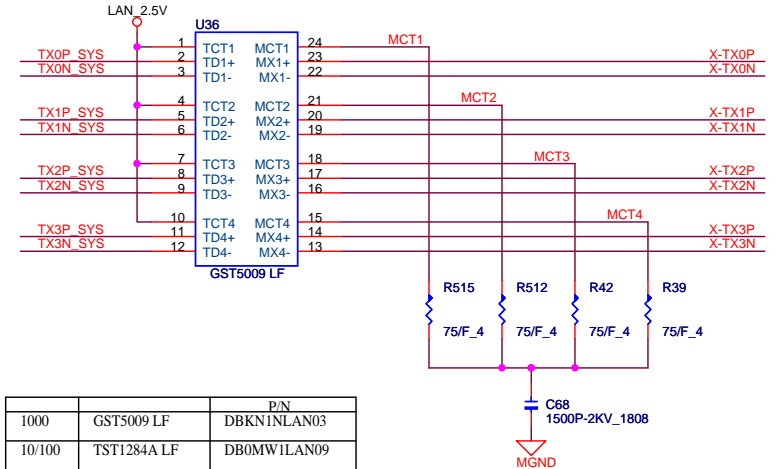 LAN_2.5V
U36
TX0P_SYS
TX0N_SYS
TX1P_SYS
TX1N_SYS
TX2P_SYS
TX2N_SYS
TX3P_SYS
TX3N_SYS
1 TCT1 MCT1 24 MCT1
2 TD1+ MX1+ 23 X-TX0P
3 TD1- MX1- 22 X-TX0N
4 TCT2 MCT2 21 MCT2
5 TD2+ MX2+ 20 X-TX1P
6 TD2- MX2- 19 X-TX1N
7 TCT3 MCT3 18 MCT3
8 TD3+ MX3+ 17 X-TX2P
9 TD3- MX3- 16 X-TX2N
10 TCT4 MCT4 15 MCT4
11 TD4+ MX4+ 14 X-TX3P
12 TD4- MX4- 13 X-TX3N
GST5009 LF
R515 R512 R42 R39
75/F_4 75/F_4 75/F_4 75/F_4
C68
1500P-2KV_1808
MGND
P/N
1000 GST5009 LF DBKN1NLAN03
10/100 TST1284A LF DB0MW1LAN09